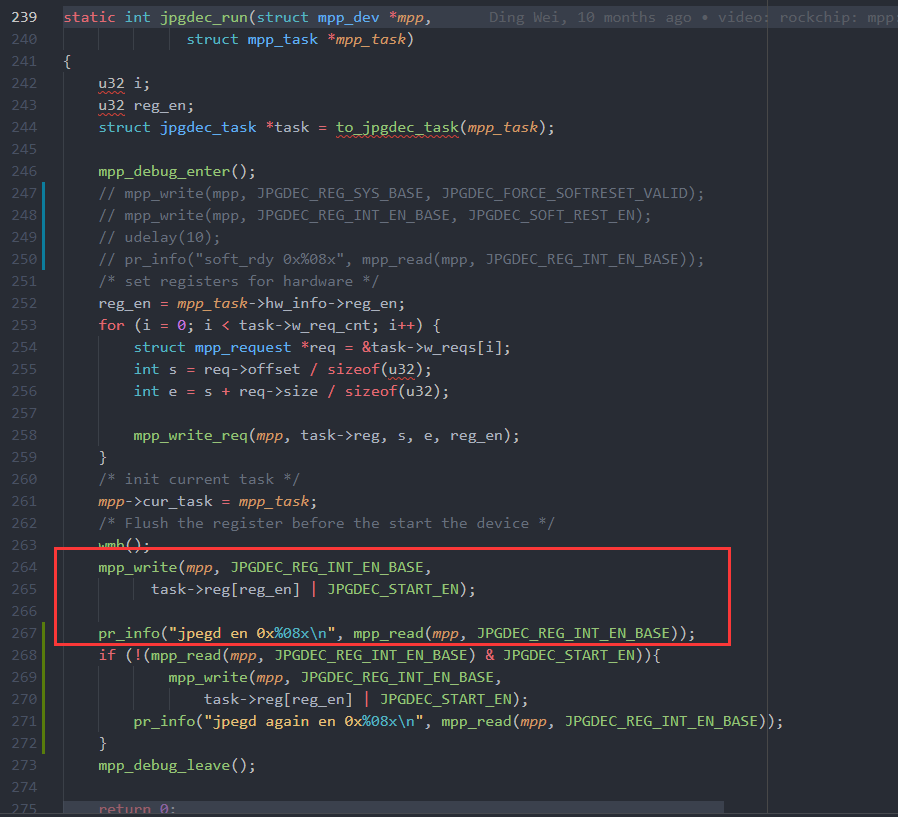 239 static int jpgdec_run(struct mpp_dev *mpp, Ding Wei, 10 months ago • video: rockchip: mpp:
240 struct mpp_task *mpp_task)
241 {
242 u32 i;
243 u32 reg_en;
244 struct jpgdec_task *task = to_jpgdec_task(mpp_task);
245
246 mpp_debug_enter();
247 // mpp_write(mpp, JPGDEC_REG_SYS_BASE, JPGDEC_FORCE_SOFTRESET_VALID);
248 // mpp_write(mpp, JPGDEC_REG_INT_EN_BASE, JPGDEC_SOFT_REST_EN);
249 // udelay(10);
250 // pr_info("soft_rdy 0x%08x", mpp_read(mpp, JPGDEC_REG_INT_EN_BASE));
251 /* set registers for hardware */
252 reg_en = mpp_task->hw_info->reg_en;
253 for (i = 0; i < task->w_req_cnt; i++) {
254 struct mpp_request *req = &task->w_reqs[i];
255 int s = req->offset / sizeof(u32);
256 int e = s + req->size / sizeof(u32);
257
258 mpp_write_req(mpp, task->reg, s, e, reg_en);
259 }
260 /* init current task */
261 mpp->cur_task = mpp_task;
262 /* Flush the register before the start the device */
263 wmb();
264 mpp_write(mpp, JPGDEC_REG_INT_EN_BASE,
265 task->reg[reg_en] | JPGDEC_START_EN);
266
267 pr_info("jpegd en 0x%08x\n", mpp_read(mpp, JPGDEC_REG_INT_EN_BASE));
268 if (!(mpp_read(mpp, JPGDEC_REG_INT_EN_BASE) & JPGDEC_START_EN)){
269 mpp_write(mpp, JPGDEC_REG_INT_EN_BASE,
270 task->reg[reg_en] | JPGDEC_START_EN);
271 pr_info("jpegd again en 0x%08x\n", mpp_read(mpp, JPGDEC_REG_INT_EN_BASE));
272 }
273 mpp_debug_leave();
274
275 return 0;